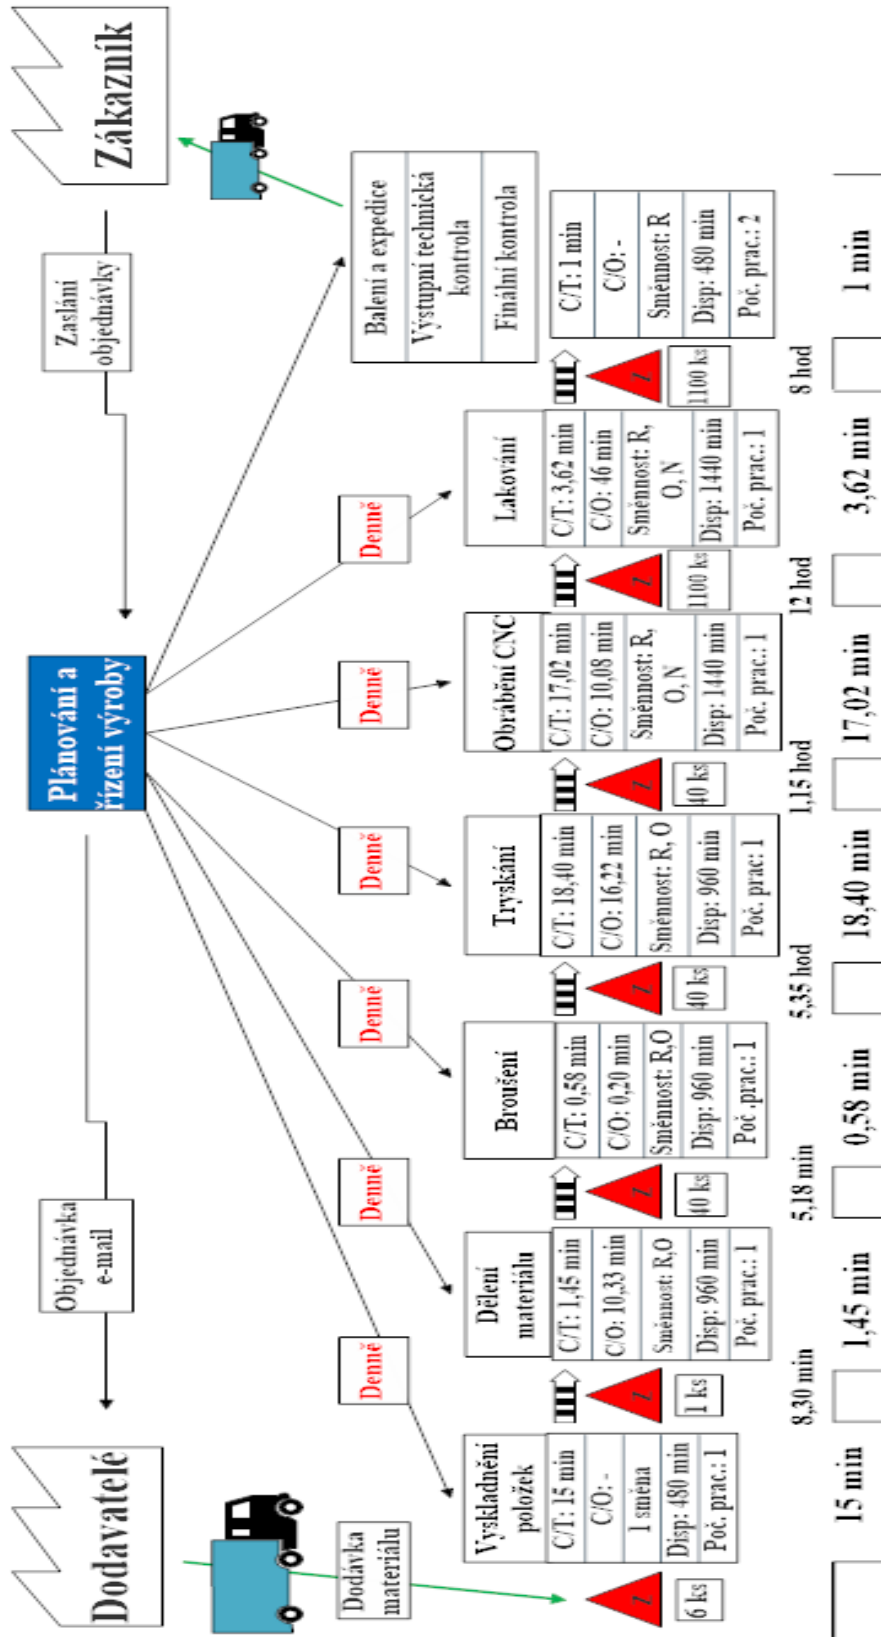 Dodavatelé
Objednávka
e-mail
Plánování a
řízení výroby
Zaslání
objednávky
Zákazník
Dodávka
materiálu
Denně
Denně
Denně
Denně
Denně
Denně
6 ks
Vyskladnění
položek
C/T: 15 min
C/O: -
1 směna
Disp: 480 min
Poč. prac.: 1
1 ks
Dělení
materiálu
C/T: 1,45 min
C/O: 10,33 min
Směnnost: R,O
Disp: 960 min
Poč. prac.: 1
40 ks
Broušení
C/T: 0,58 min
C/O: 0,20 min
Směnnost: R,O
Disp: 960 min
Poč.prac.: 1
40 ks
Tryskání
C/T: 18,40 min
C/O: 16,22 min
Směnnost: R, O
Disp: 960 min
Poč. prac: 1
40 ks
Obrábění CNC
C/T: 17,02 min
C/O: 10,08 min
Směnnost: R,
O, N
Disp: 1440 min
Poč. prac.: 1
1100 ks
Lakování
C/T: 3,62 min
C/O: 46 min
Směnnost: R,
O, N
Disp: 1440 min
Poč. prac.: 1
1100 ks
Balení a expedice
Výstupní technická
kontrola
Finální kontrola
C/T: 1 min
C/O: -
Směnnost: R
Disp: 480 min
Poč. prac.: 2
15 min
8,30 min
1,45 min
5,18 min
0,58 min
5,35 hod
18,40 min
1,15 hod
17,02 min
12 hod
3,62 min
8 hod
1 min